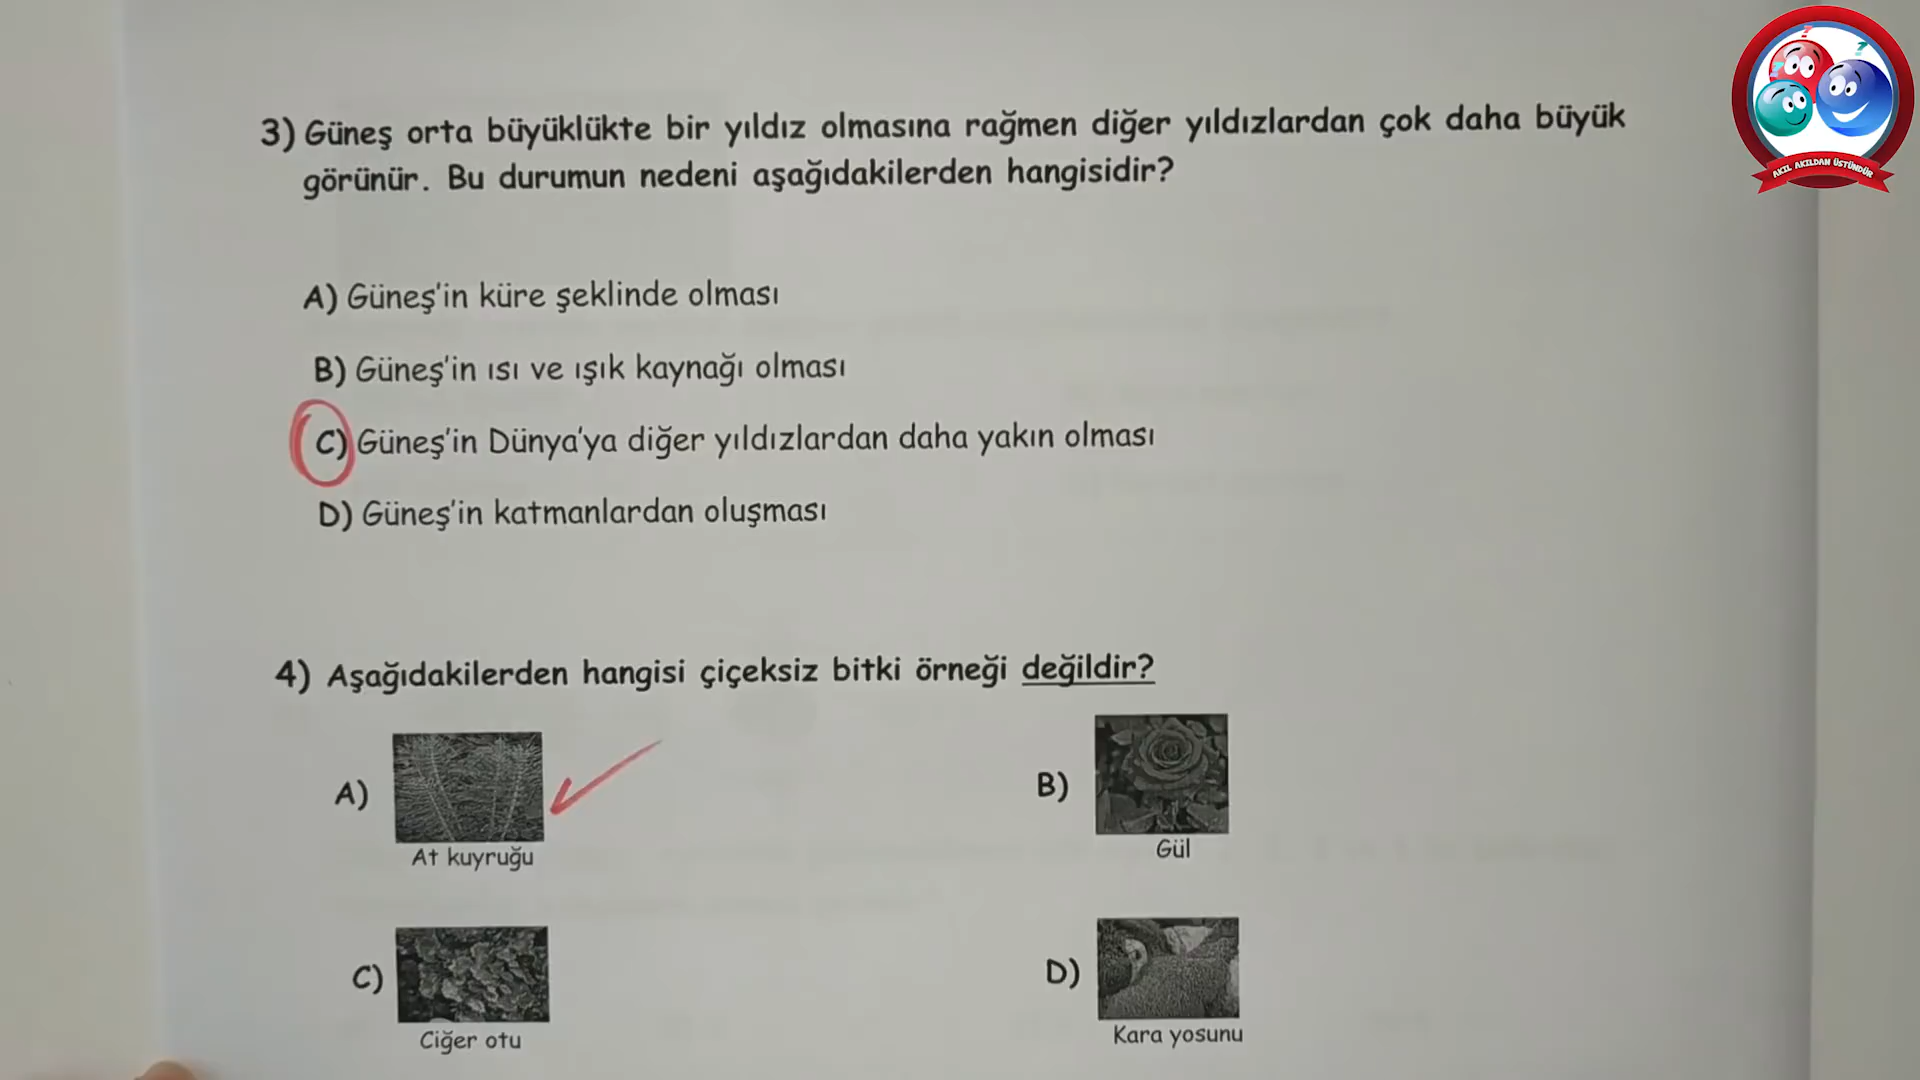 AKIL AKILDAN ÜSTÜNDÜR
3) Güneş orta büyüklükte bir yıldız olmasına rağmen diğer yıldızlardan çok daha büyük
görünür. Bu durumun nedeni aşağıdakilerden hangisidir?
A) Güneş'in küre şeklinde olması
B) Güneş'in ısı ve ışık kaynağı olması
C) Güneş'in Dünya'ya diğer yıldızlardan daha yakın olması
D) Güneş'in katmanlardan oluşması
4) Aşağıdakilerden hangisi çiçeksiz bitki örneği değildir?
A)
At kuyruğu
B)
Gül
C)
Ciğer otu
D)
Kara yosunu